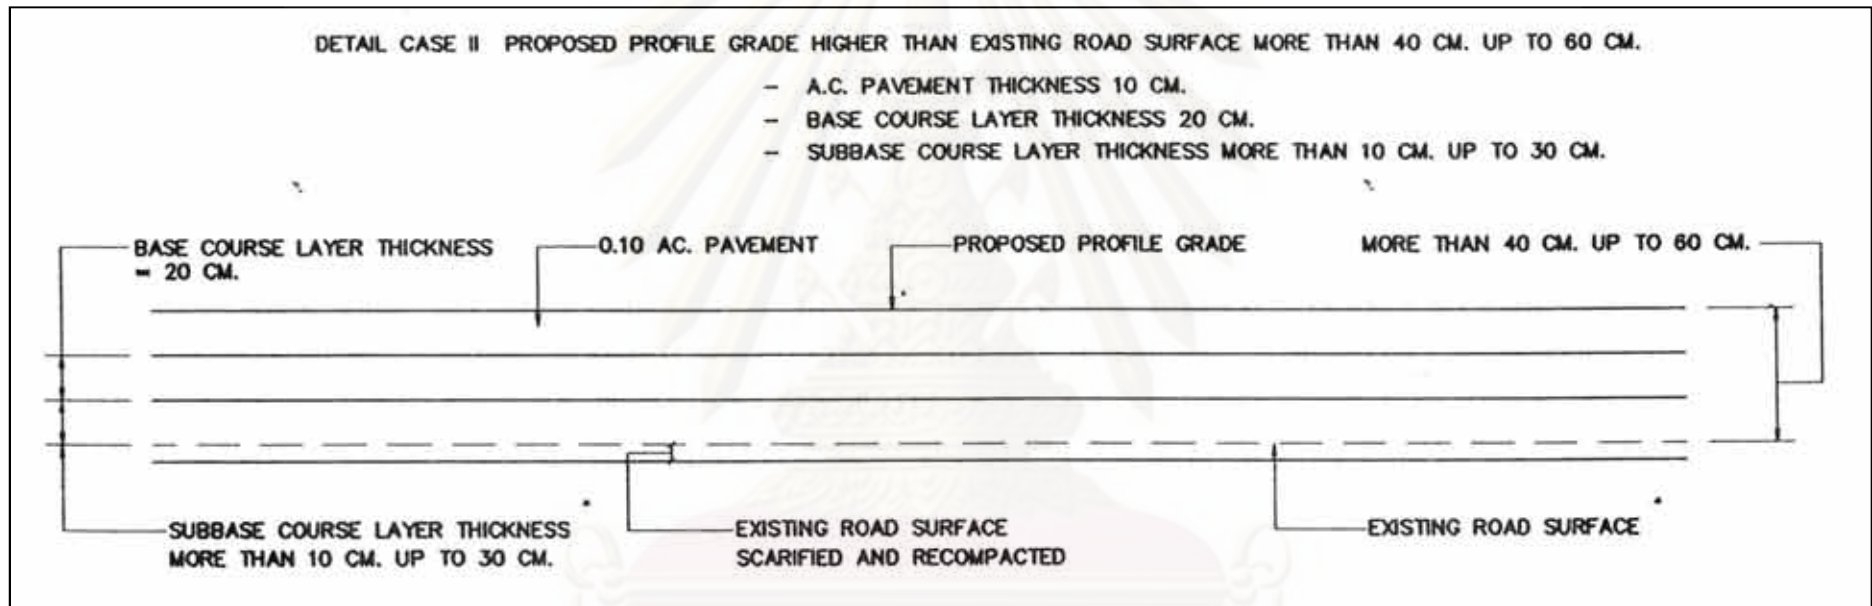 DETAIL CASE II PROPOSED PROFILE GRADE HIGHER THAN EXISTING ROAD SURFACE MORE THAN 40 CM. UP TO 60 CM.
- A.C. PAVEMENT THICKNESS 10 CM.
- BASE COURSE LAYER THICKNESS 20 CM.
- SUBBASE COURSE LAYER THICKNESS MORE THAN 10 CM. UP TO 30 CM.
BASE COURSE LAYER THICKNESS
= 20 CM.
0.10 AC. PAVEMENT
PROPOSED PROFILE GRADE
MORE THAN 40 CM. UP TO 60 CM.
SUBBASE COURSE LAYER THICKNESS
MORE THAN 10 CM. UP TO 30 CM.
EXISTING ROAD SURFACE
SCARIFIED AND RECOMPACTED
EXISTING ROAD SURFACE